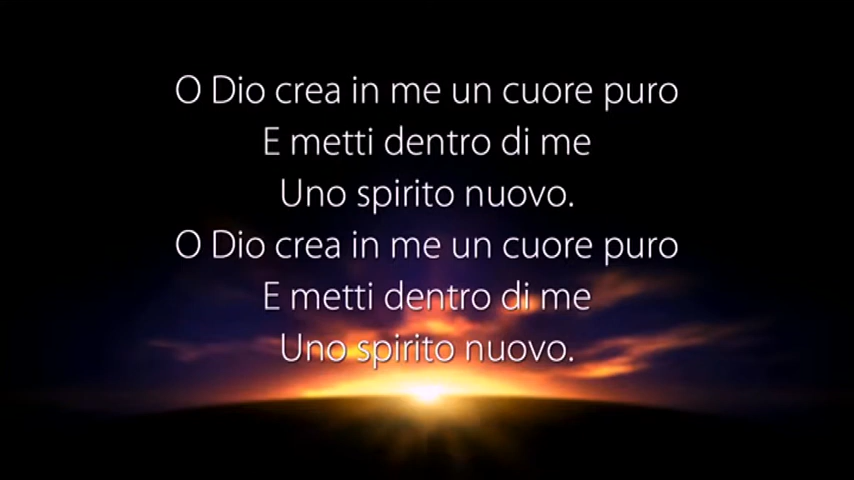 O Dio crea in me un cuore puro
E metti dentro di me
Uno spirito nuovo.
O Dio crea in me un cuore puro
E metti dentro di me
Uno spirito nuovo.